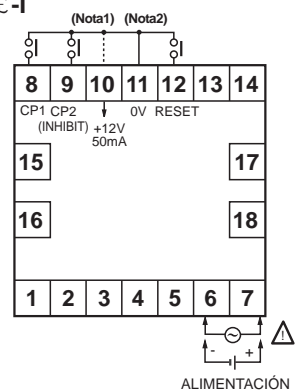 -I
(Nota1) (Nota2)
8 9 10 11 12 13 14
CP1 CP2 0V RESET
(INHIBIT) +12V
50mA
15 17
16 18
1 2 3 4 5 6 7
- +
ALIMENTACIÓN